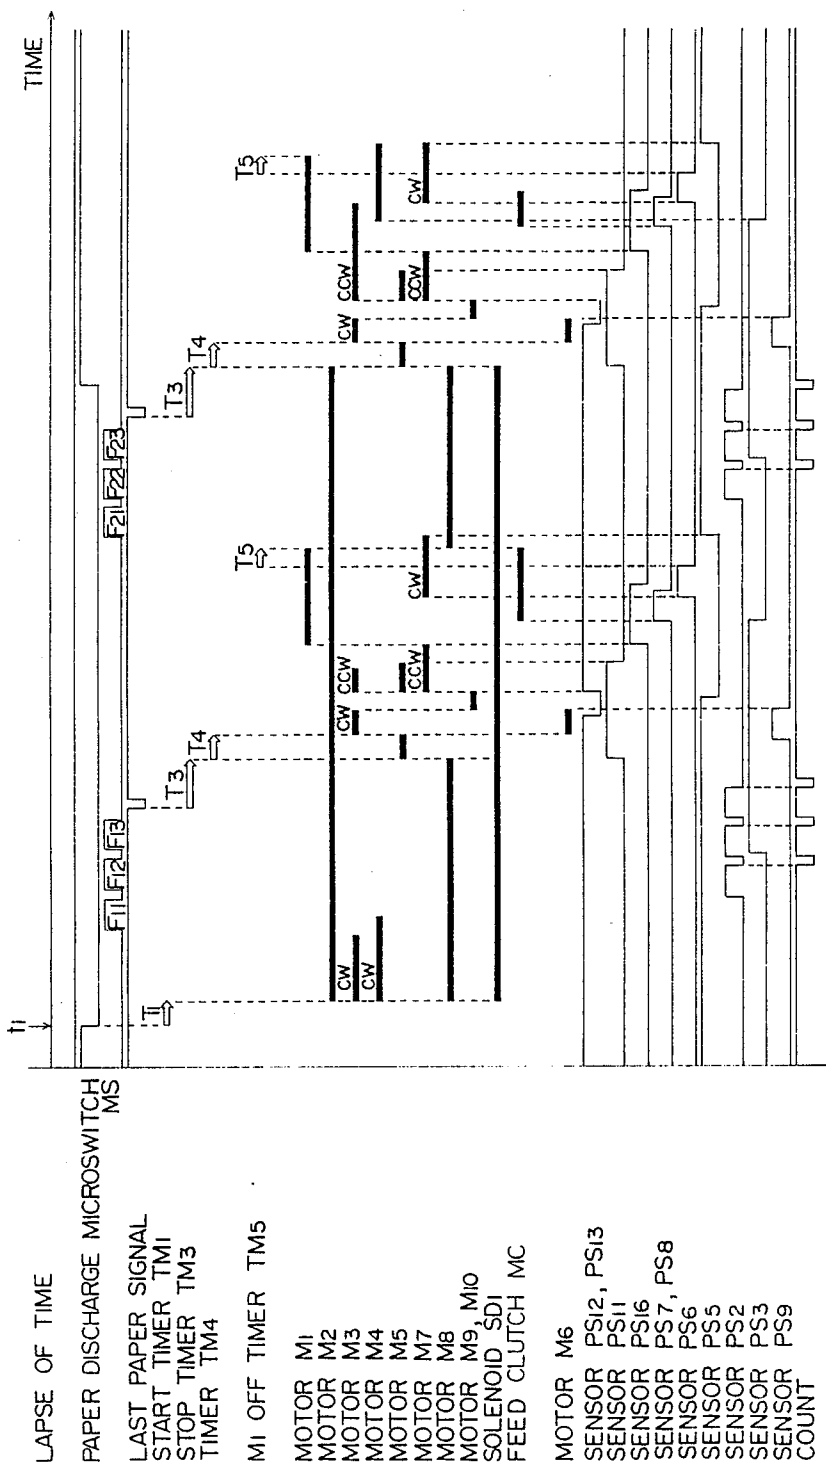 LAPSE OF TIME
PAPER DISCHARGE MICROSWITCH
MS
LAST PAPER SIGNAL
START TIMER TM1
STOP TIMER TM3
TIMER TM4
M1 OFF TIMER TM5
MOTOR M1
MOTOR M2
MOTOR M3
MOTOR M4
MOTOR M5
MOTOR M7
MOTOR M8
MOTOR M9, M10
SOLENOID SD1
FEED CLUTCH MC
MOTOR M6
SENSOR PS12, PS13
SENSOR PS11
SENSOR PS16
SENSOR PS7, PS8
SENSOR PS6
SENSOR PS5
SENSOR PS2
SENSOR PS3
SENSOR PS9
COUNT
t1
TIME
F11 F12 F13
F21 F22 F23
T1
T3
T3
T4
T4
T5
T5
CW
CW
CCW
CW
CCW
CW
CCW
CW
CCW
CW